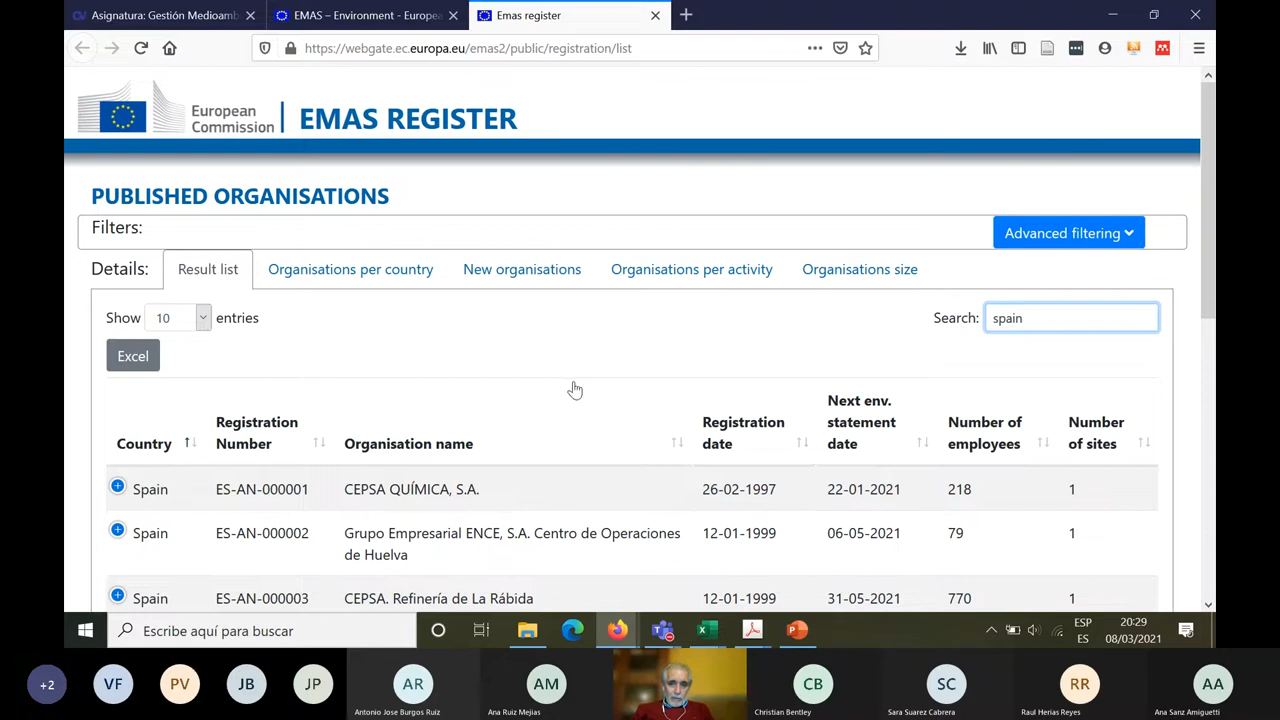 Asignatura: Gestión Medioamb
EMAS – Environment - Europea
Emas register
https://webgate.ec.europa.eu/emas2/public/registration/list
European
Commission
EMAS REGISTER
PUBLISHED ORGANISATIONS
Filters:
Advanced filtering
Details: Result list Organisations per country New organisations Organisations per activity Organisations size
Show 10 entries
Search: spain
Excel
Country Registration Number Organisation name Registration date Next env. statement date Number of employees Number of sites
Spain ES-AN-000001 CEPSA QUÍMICA, S.A. 26-02-1997 22-01-2021 218 1
Spain ES-AN-000002 Grupo Empresarial ENCE, S.A. Centro de Operaciones de Huelva 12-01-1999 06-05-2021 79 1
Spain ES-AN-000003 CEPSA. Refinería de La Rábida 12-01-1999 31-05-2021 770 1
Escribe aquí para buscar
ESP
ES
20:29
08/03/2021
+2 VF PV JB JP AR AM CB SC RR AA
Antonio Jose Burgos Ruiz
Ana Ruiz Mejias
Christian Bentley
Sara Suarez Cabrera
Raul Herias Reyes
Ana Sanz Amiguetti